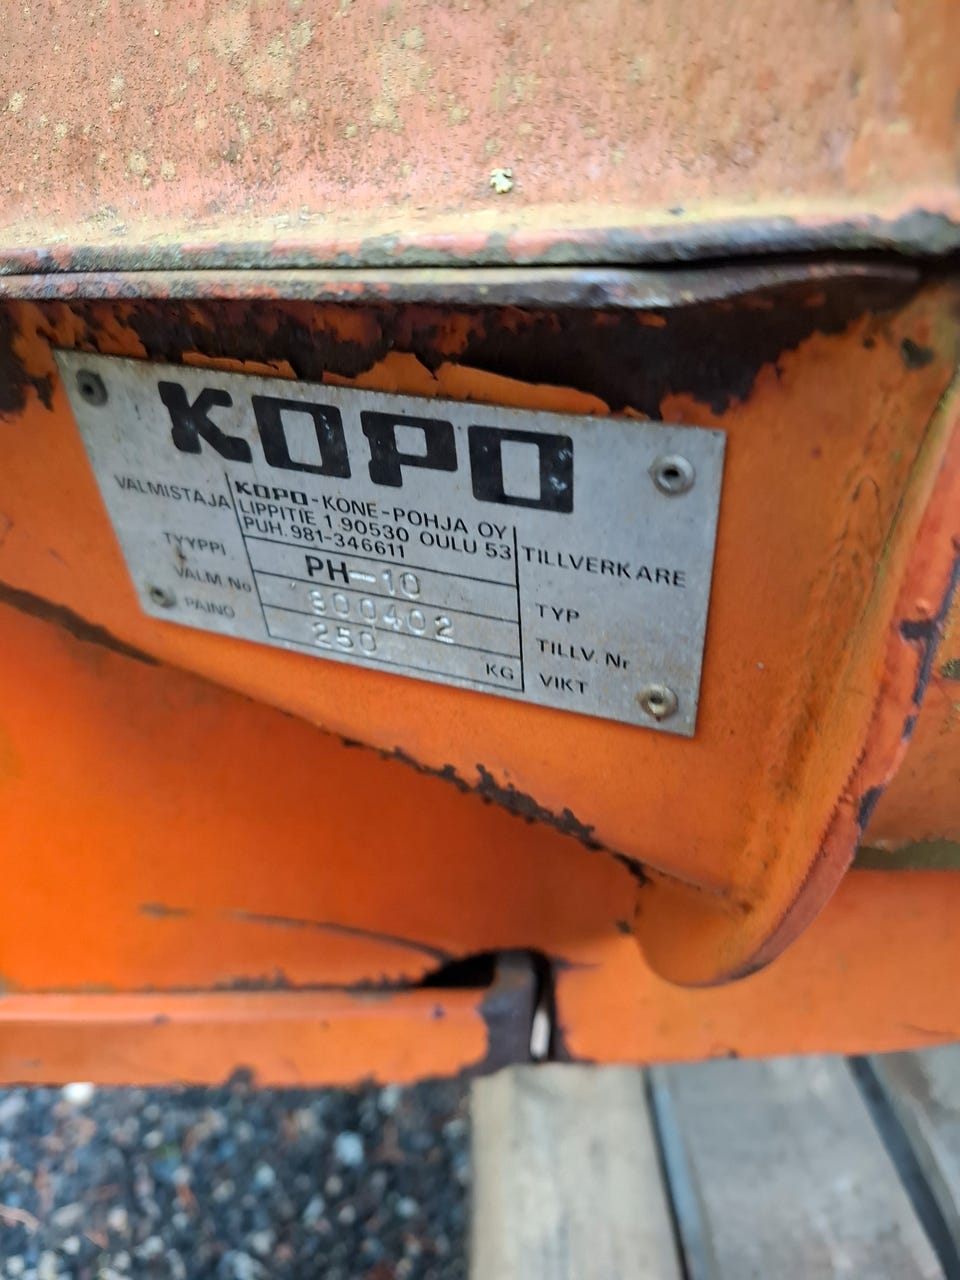 KOPO
VALMISTAJA KOPO-KONE-POHJA OY TILLVERKARE
LIPPITIE 1 90530 OULU 53
PUH. 981-346611
TYYPPI PH-10 TYP
VALM. No 800402 TILLV. Nr
PAINO 250 KG VIKT